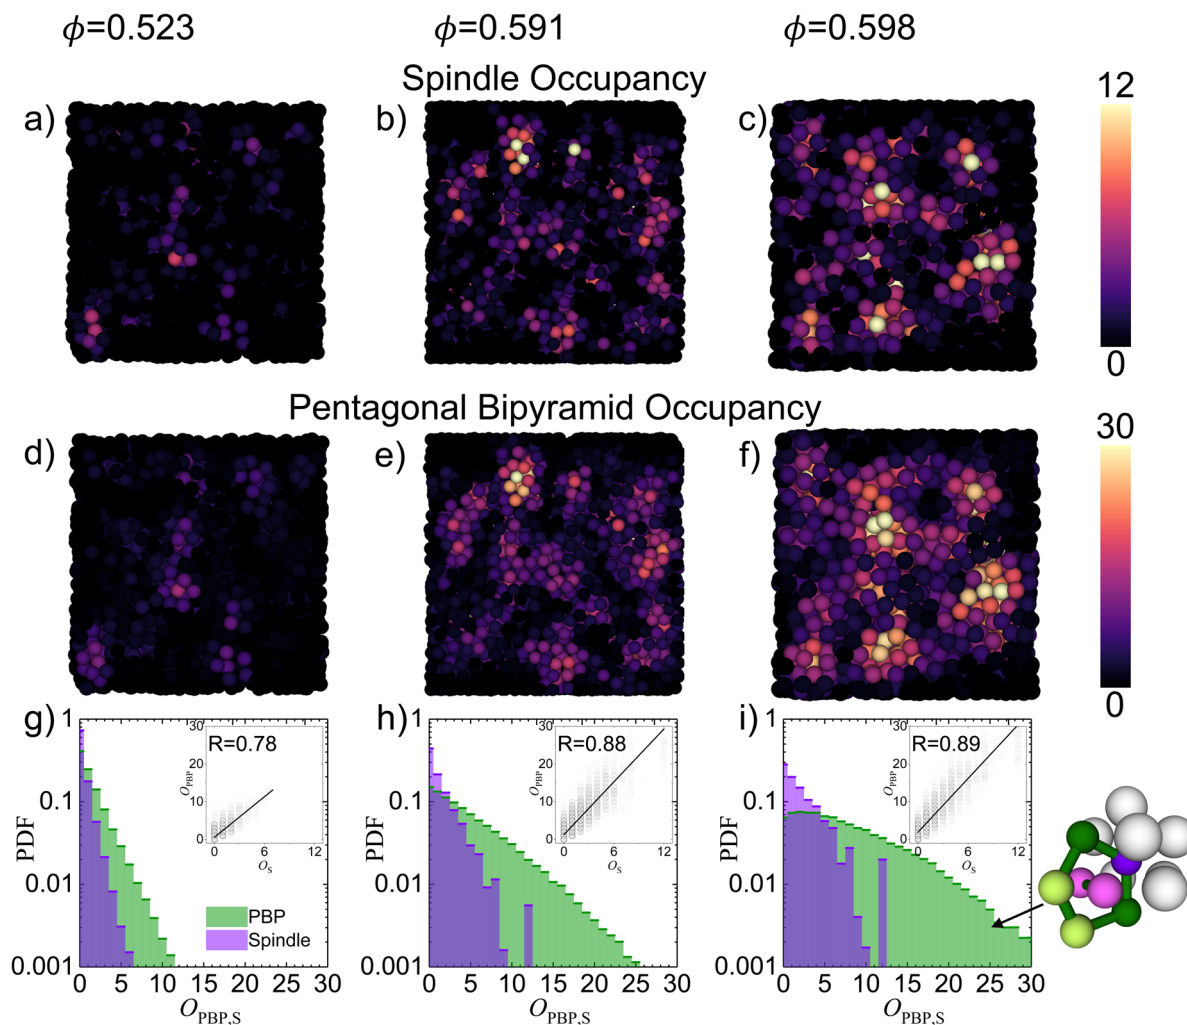 ϕ=0.523 ϕ=0.591 ϕ=0.598
Spindle Occupancy
a) b) c) 12
0
Pentagonal Bipyramid Occupancy
d) e) f) 30
0
g) h) i)
1 1 1
0.1 0.1 0.1
0.01 0.01 0.01
0.001 0.001 0.001
PDF PDF PDF
R=0.78 R=0.88 R=0.89
30 30 30
20 20 20
10 10 10
0 0 0
O_PBP O_PBP O_PBP
0 6 12 0 6 12 0 6 12
O_S O_S O_S
PBP
Spindle
0 5 10 15 20 25 30 0 5 10 15 20 25 30 0 5 10 15 20 25 30
O_PBP,S O_PBP,S O_PBP,S